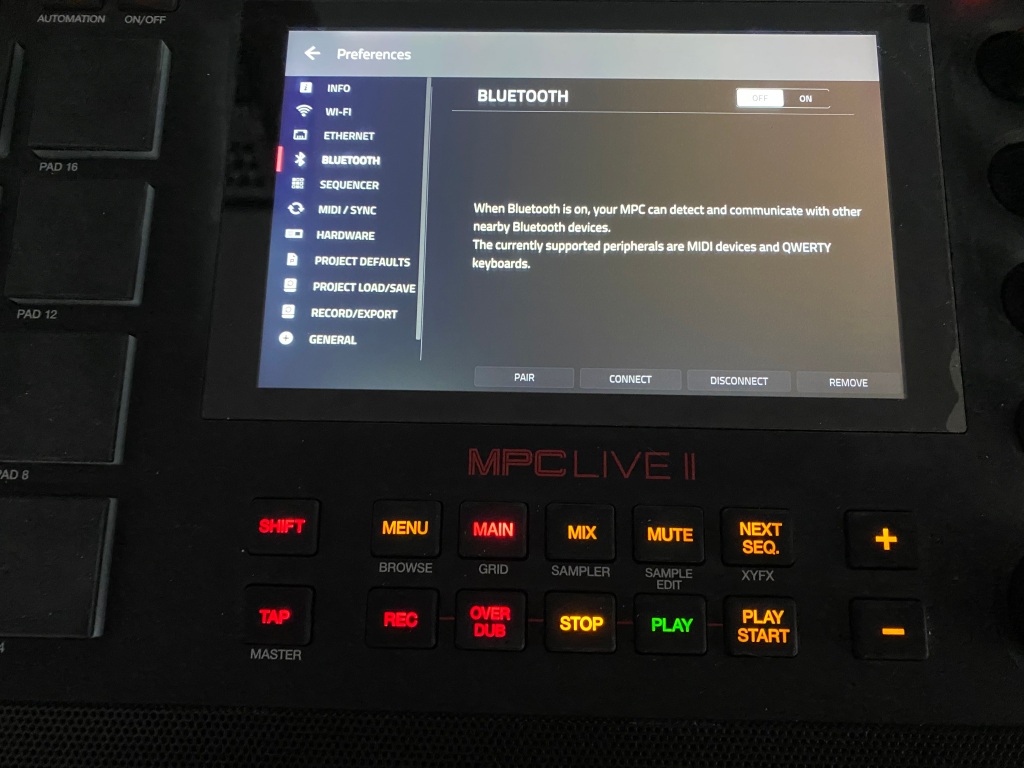 AUTOMATION
ON/OFF
Preferences
INFO
WI-FI
ETHERNET
BLUETOOTH
SEQUENCER
MIDI / SYNC
HARDWARE
PROJECT DEFAULTS
PROJECT LOAD/SAVE
RECORD/EXPORT
GENERAL
BLUETOOTH
OFF
ON
When Bluetooth is on, your MPC can detect and communicate with other
nearby Bluetooth devices.
The currently supported peripherals are MIDI devices and QWERTY
keyboards.
PAIR
CONNECT
DISCONNECT
REMOVE
PAD 16
PAD 12
PAD 8
4
MPC LIVE II
SHIFT
MENU
MAIN
MIX
MUTE
NEXT
SEQ.
+
BROWSE
GRID
SAMPLER
SAMPLE
EDIT
XYFX
TAP
REC
OVER
DUB
STOP
PLAY
PLAY
START
−
MASTER